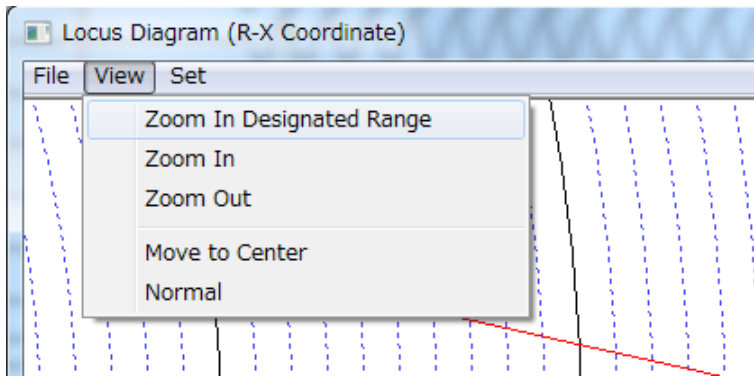 Locus Diagram (R-X Coordinate)
File View Set
Zoom In Designated Range
Zoom In
Zoom Out
Move to Center
Normal